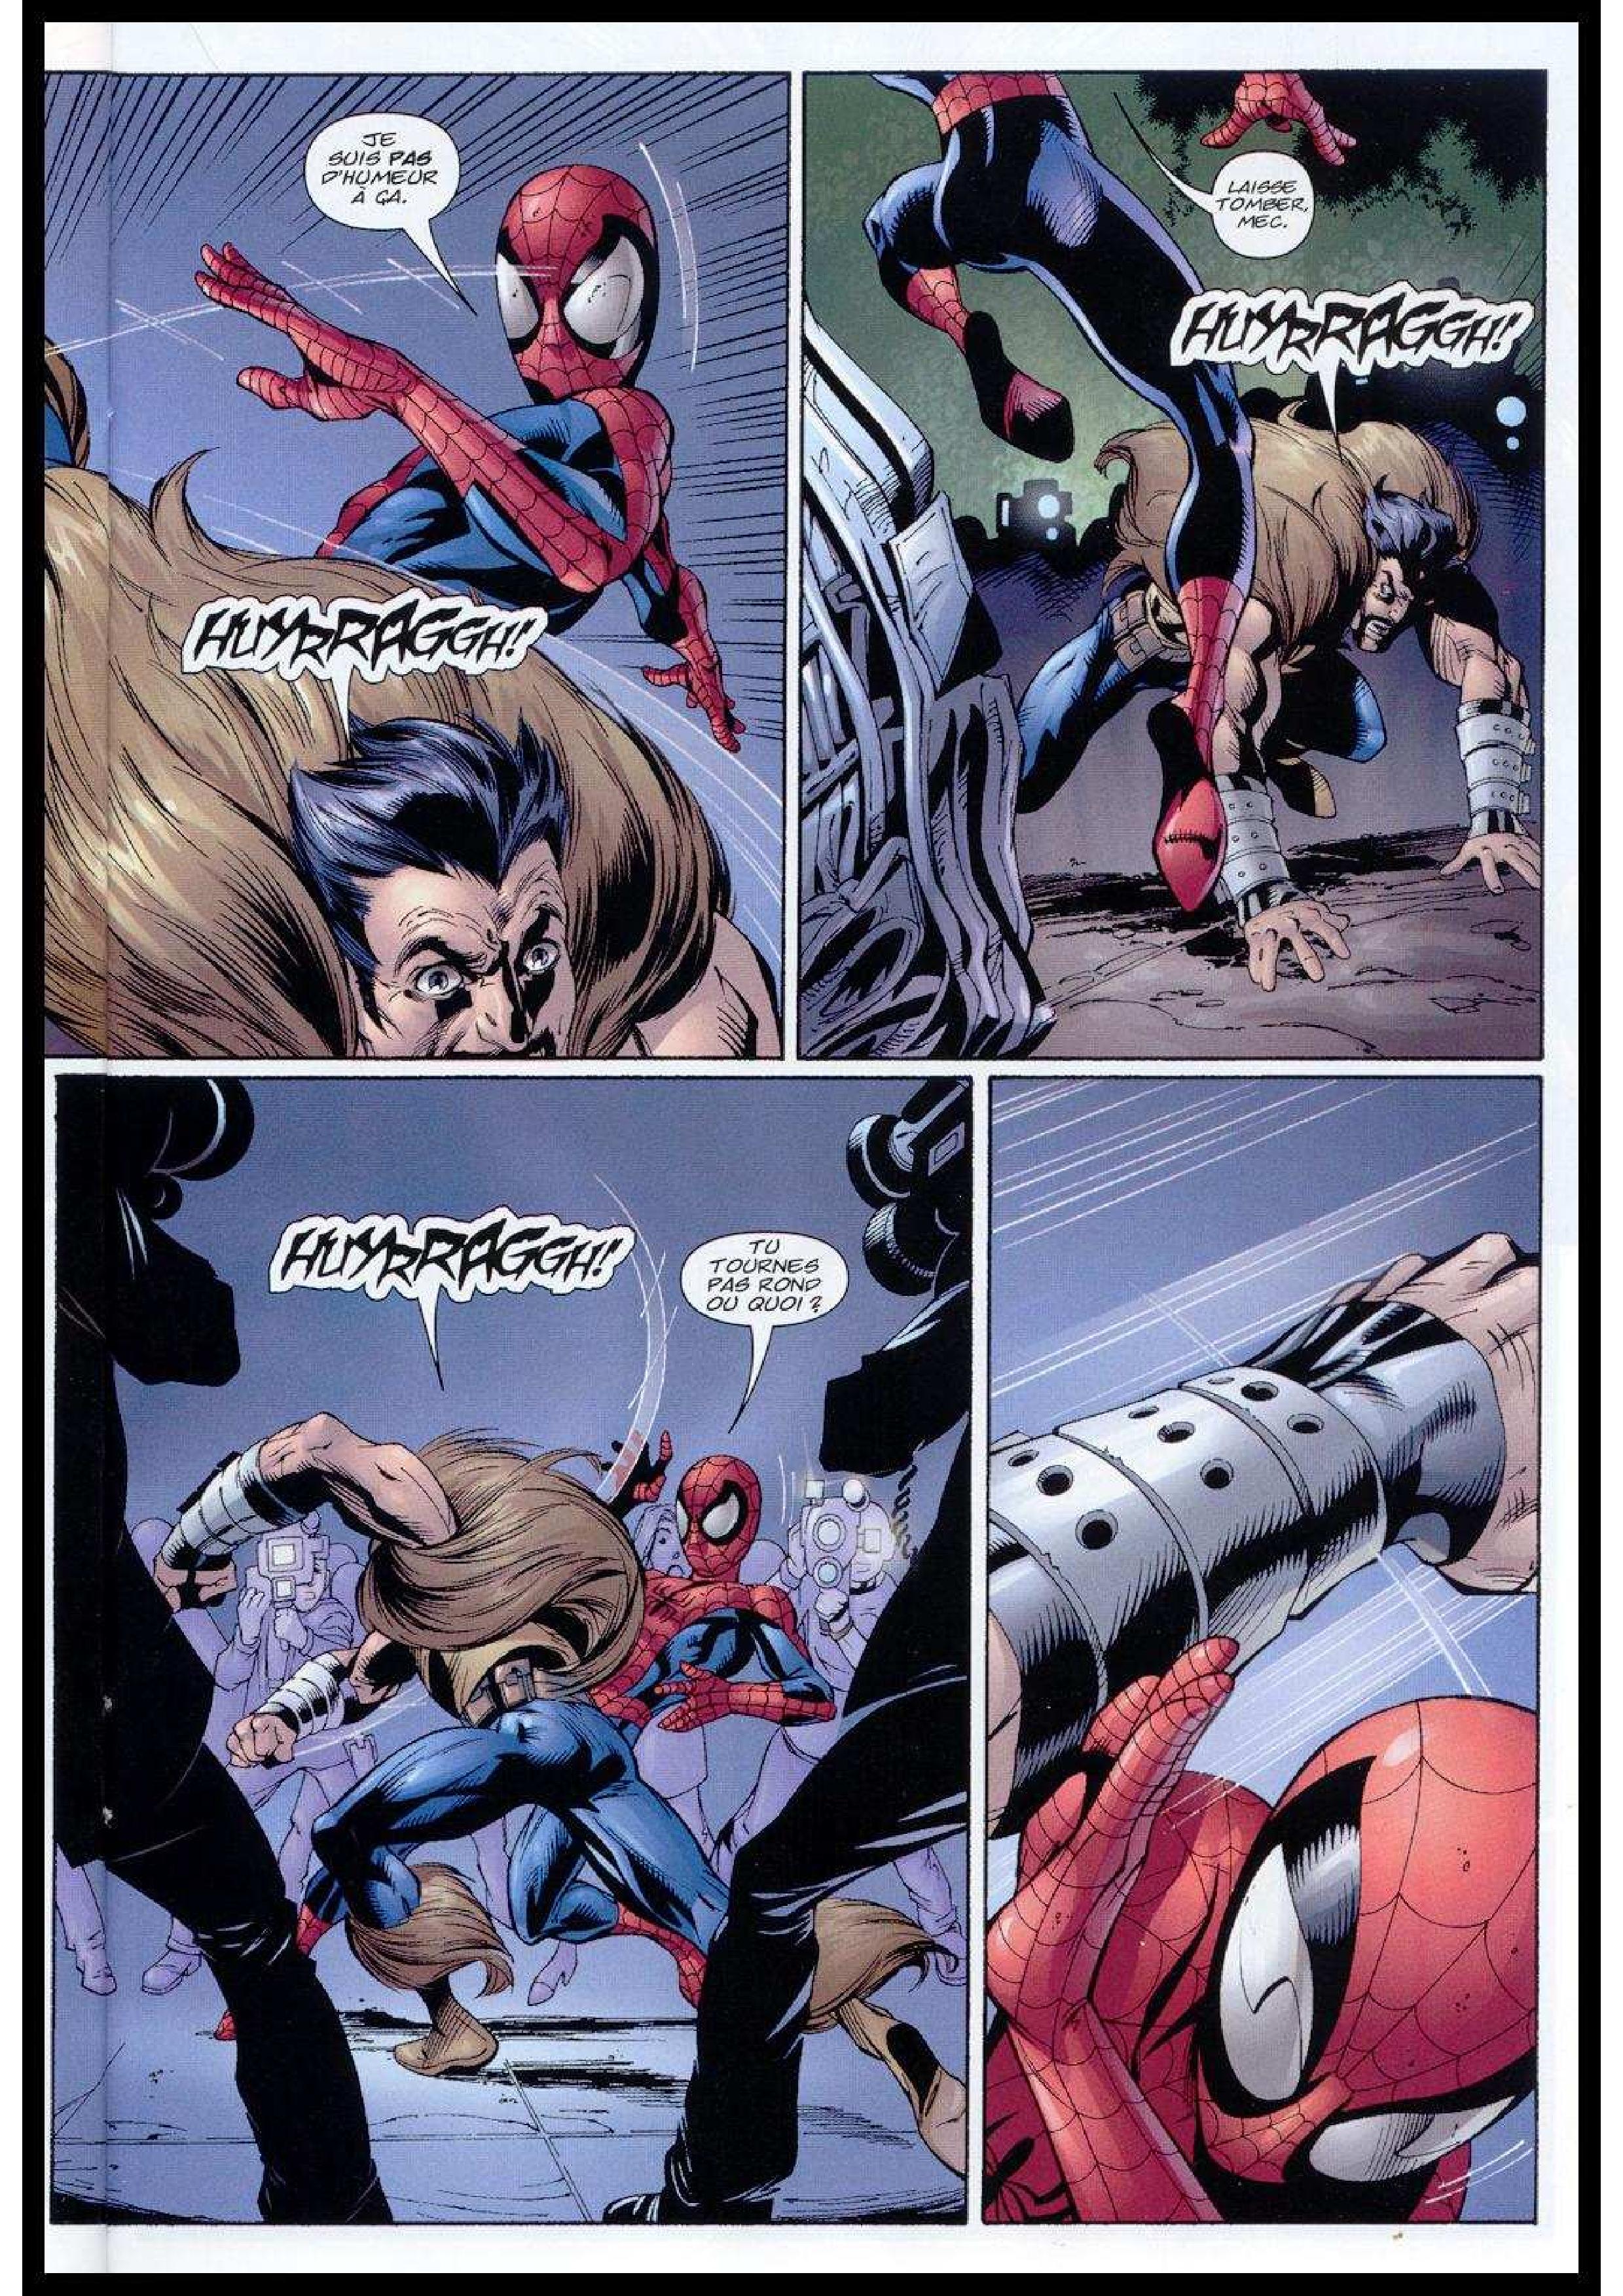 JE
SUIS PAS
D'HUMEUR
À ÇA.
HUYRRAGGH!
LAISSE
TOMBER,
MEC.
HUYRRAGGH!
HUYRRAGGH!
TU
TOURNES
PAS ROND
OU QUOI ?